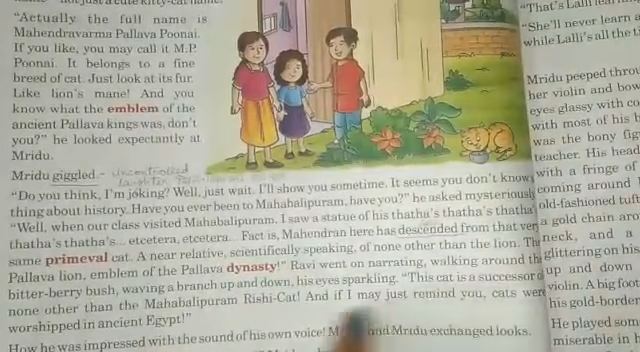 not just a cute kitty-cat name
"Actually the full name is
Mahendravarma Pallava Poonai.
If you like, you may call it M.P.
Poonai. It belongs to a fine
breed of cat. Just look at its fur.
Like lion's mane! And you
know what the emblem of the
ancient Pallava kings was, don't
you?" he looked expectantly at
Mridu.
Mridu giggled - uncontrolled
laughter
"Do you think, I'm joking? Well, just wait. I'll show you sometime. It seems you don't know
thing about history. Have you ever been to Mahabalipuram, have you?" he asked mysteriously
"Well, when our class visited Mahabalipuram, I saw a statue of his thatha's thatha's thatha
thatha's thatha's... etcetera, etcetera... Fact is, Mahendran here has descended from that very
same primeval cat. A near relative, scientifically speaking, of none other than the lion. The
Pallava lion, emblem of the Pallava dynasty!" Ravi went on narrating, walking around the
bitter-berry bush, waving a branch up and down, his eyes sparkling. "This cat is a successor
none other than the Mahabalipuram Rishi-Cat! And if I may just remind you, cats were
worshipped in ancient Egypt!"
How he was impressed with the sound of his own voice! and Mridu exchanged looks.
"That's Lalli
"She'll never learn
while Lalli's all the
Mridu peeped
her violin and bow
eyes glassy with
with most of his
was the bony
teacher. His head
with a fringe of
coming around
old-fashioned
a gold chain
neck, and a
glittering on his
up and down
violin. A big foot
his gold-border
He played
miserable in